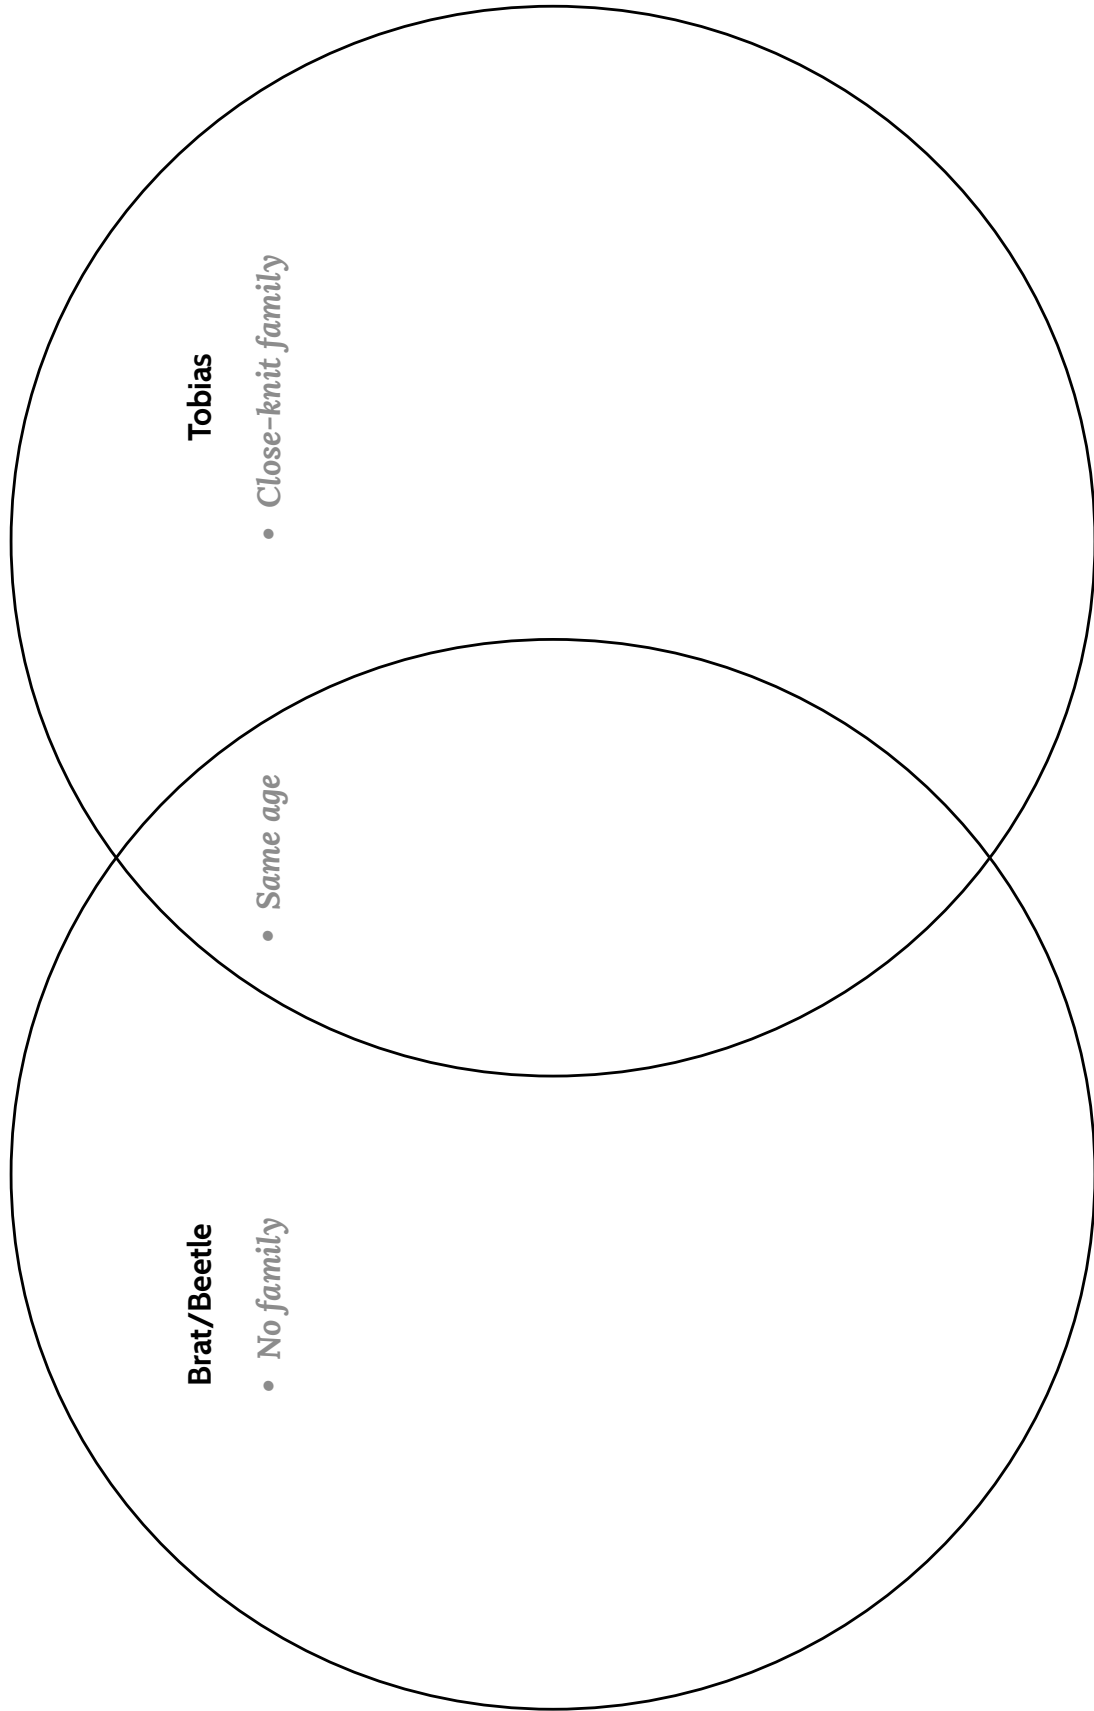 Brat/Beetle
• No family
• Same age
Tobias
• Close-knit family